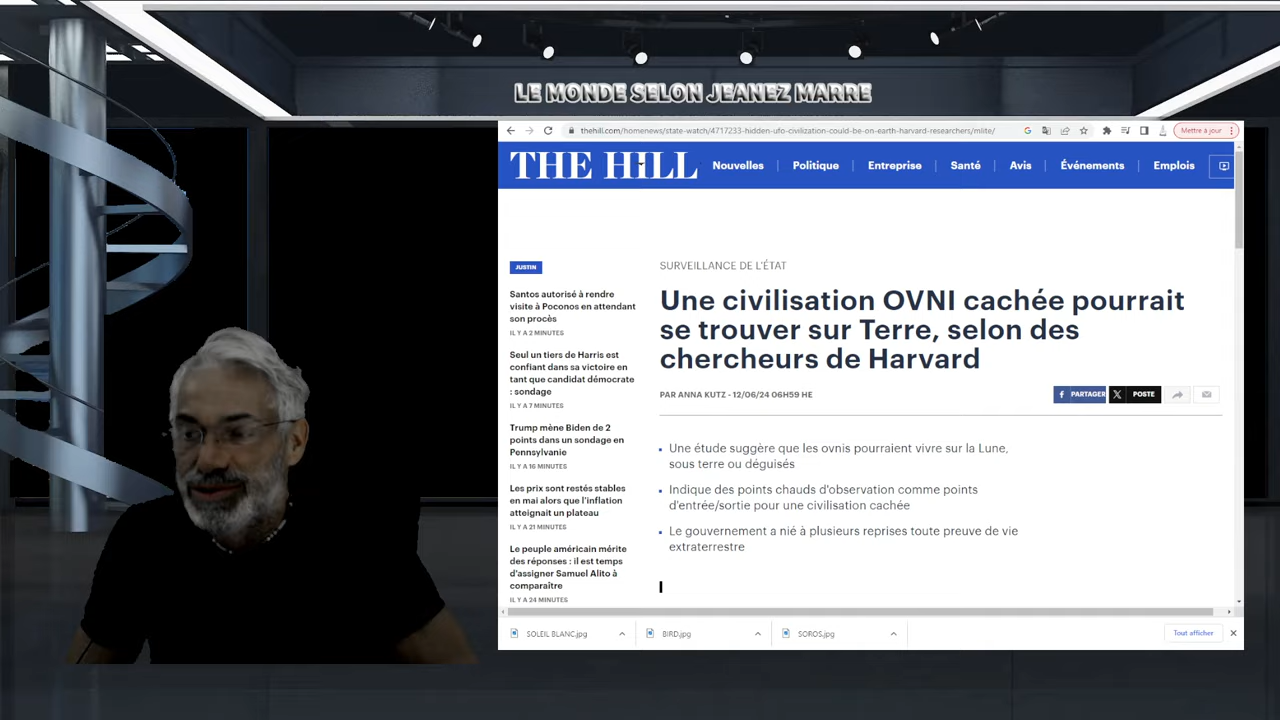 LE MONDE SELON JEANEZ MARRE
thehill.com/homenews/state-watch/4717233-hidden-ufo-civilization-could-be-on-earth-harvard-researchers/mlite/
Mettre à jour
THE HILL
Nouvelles | Politique | Entreprise | Santé | Avis | Événements | Emplois
JUSTIN
Santos autorisé à rendre
visite à Poconos en attendant
son procès
IL Y A 2 MINUTES
Seul un tiers de Harris est
confiant dans sa victoire en
tant que candidat démocrate
: sondage
IL Y A 7 MINUTES
Trump mène Biden de 2
points dans un sondage en
Pennsylvanie
IL Y A 16 MINUTES
Les prix sont restés stables
en mai alors que l'inflation
atteignait un plateau
IL Y A 21 MINUTES
Le peuple américain mérite
des réponses : il est temps
d'assigner Samuel Alito à
comparaître
IL Y A 24 MINUTES
SURVEILLANCE DE L'ÉTAT
Une civilisation OVNI cachée pourrait
se trouver sur Terre, selon des
chercheurs de Harvard
PAR ANNA KUTZ - 12/06/24 06H59 HE
PARTAGER
POSTE
Une étude suggère que les ovnis pourraient vivre sur la Lune,
sous terre ou déguisés
Indique des points chauds d'observation comme points
d'entrée/sortie pour une civilisation cachée
Le gouvernement a nié à plusieurs reprises toute preuve de vie
extraterrestre
SOLEIL BLANC.jpg
BIRD.jpg
SOROS.jpg
Tout afficher